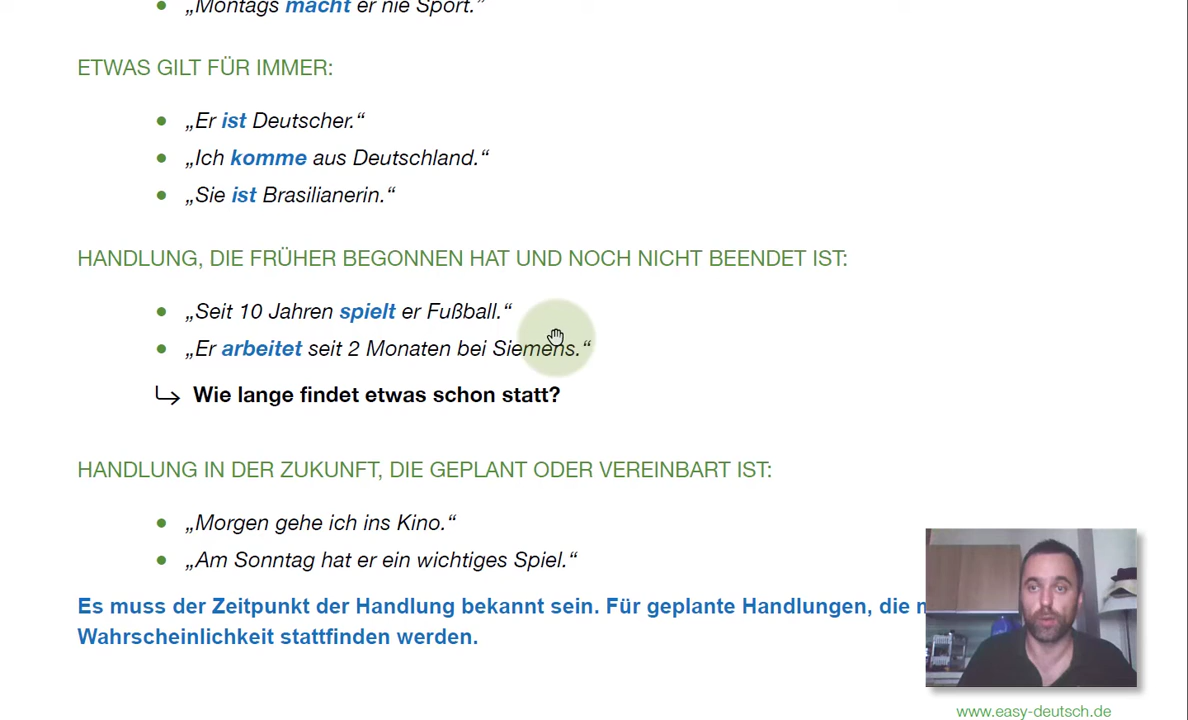 „Montags macht er nie Sport.“
ETWAS GILT FÜR IMMER:
• „Er ist Deutscher.“
• „Ich komme aus Deutschland.“
• „Sie ist Brasilianerin.“
HANDLUNG, DIE FRÜHER BEGONNEN HAT UND NOCH NICHT BEENDET IST:
• „Seit 10 Jahren spielt er Fußball.“
• „Er arbeitet seit 2 Monaten bei Siemens.“
Wie lange findet etwas schon statt?
HANDLUNG IN DER ZUKUNFT, DIE GEPLANT ODER VEREINBART IST:
• „Morgen gehe ich ins Kino.“
• „Am Sonntag hat er ein wichtiges Spiel.“
Es muss der Zeitpunkt der Handlung bekannt sein. Für geplante Handlungen, die
Wahrscheinlichkeit stattfinden werden.
www.easy-deutsch.de